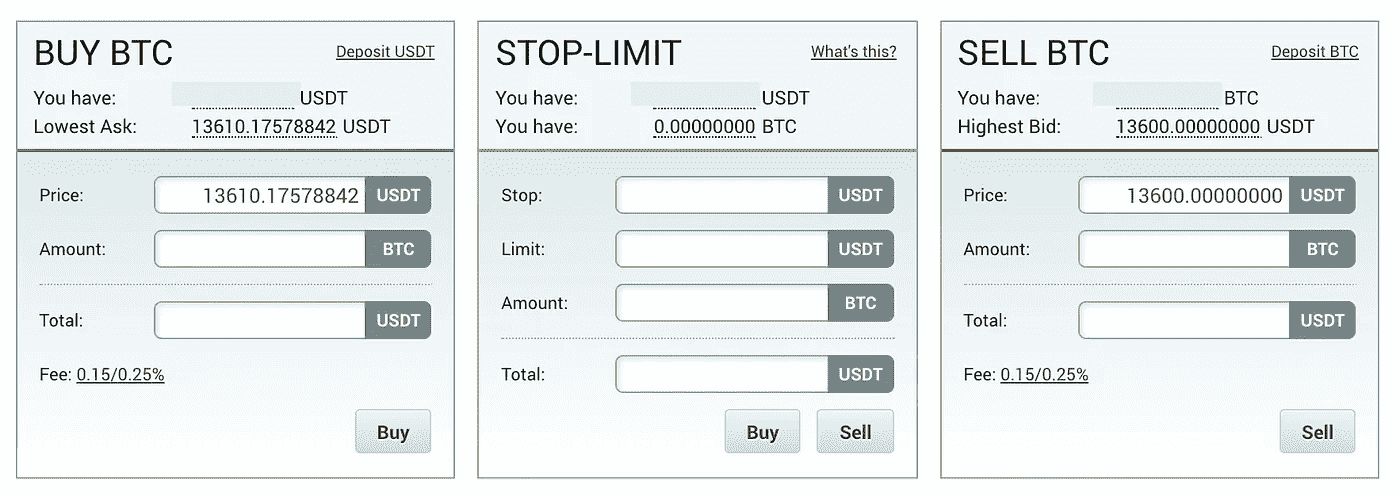 BUY BTC
Deposit USDT
You have: USDT
Lowest Ask: 13610.17578842 USDT
Price: 13610.17578842 USDT
Amount: BTC
Total: USDT
Fee: 0.15/0.25%
Buy
STOP-LIMIT
What's this?
You have: USDT
You have: 0.00000000 BTC
Stop: USDT
Limit: USDT
Amount: BTC
Total: USDT
Buy Sell
SELL BTC
Deposit BTC
You have: BTC
Highest Bid: 13600.00000000 USDT
Price: 13600.00000000 USDT
Amount: BTC
Total: USDT
Fee: 0.15/0.25%
Sell